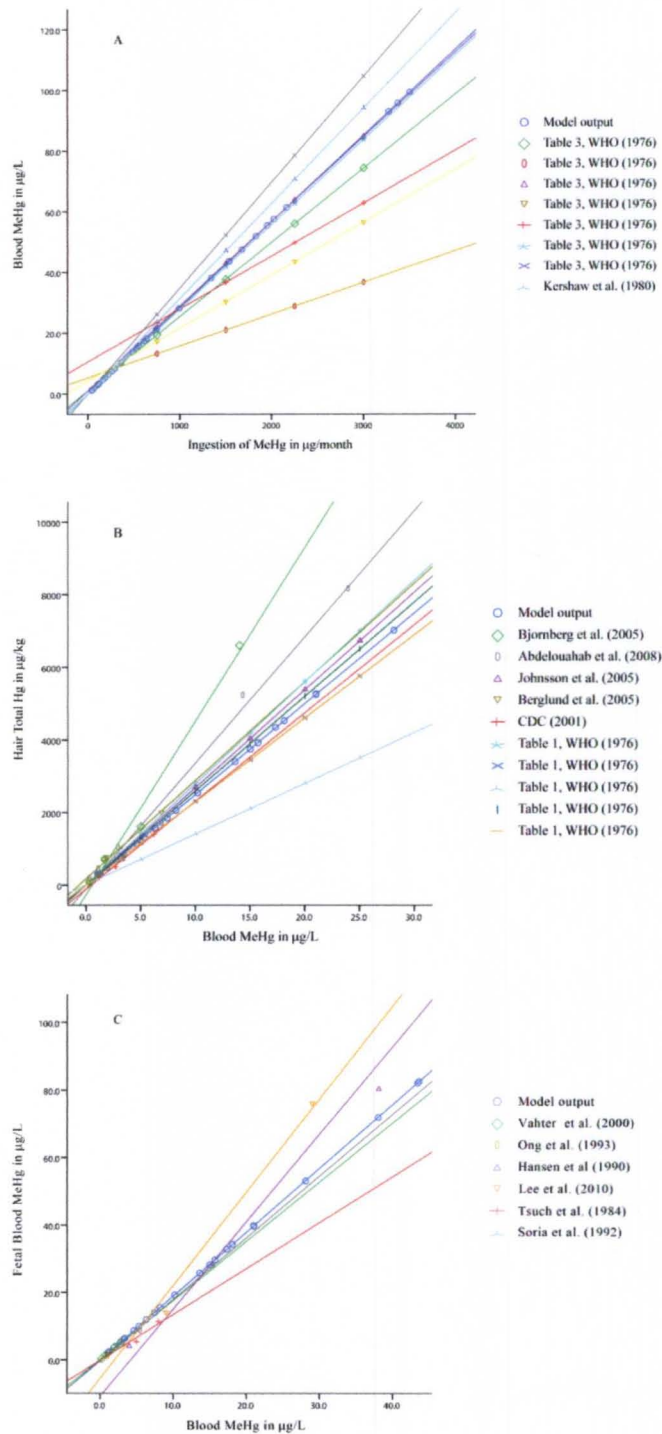 A
120.0
100.0
80.0
60.0
40.0
20.0
0.0
Blood MeHg in µg/L
0
1000
2000
3000
4000
Ingestion of MeHg in µg/month
Model output
Table 3, WHO (1976)
Table 3, WHO (1976)
Table 3, WHO (1976)
Table 3, WHO (1976)
Table 3, WHO (1976)
Table 3, WHO (1976)
Table 3, WHO (1976)
Kershaw et al. (1980)
B
10000
8000
6000
4000
2000
0
Hair Total Hg in µg/kg
0.0
5.0
10.0
15.0
20.0
25.0
30.0
Blood MeHg in µg/L
Model output
Bjornberg et al. (2005)
Abdelouahab et al. (2008)
Johnsson et al. (2005)
Berglund et al. (2005)
CDC (2001)
Table 1, WHO (1976)
Table 1, WHO (1976)
Table 1, WHO (1976)
Table 1, WHO (1976)
Table 1, WHO (1976)
C
100.0
80.0
60.0
40.0
20.0
0.0
Fetal Blood MeHg in µg/L
0.0
10.0
20.0
30.0
40.0
Blood MeHg in µg/L
Model output
Vahter et al. (2000)
Ong et al. (1993)
Hansen et al (1990)
Lee et al. (2010)
Tsuch et al. (1984)
Soria et al. (1992)